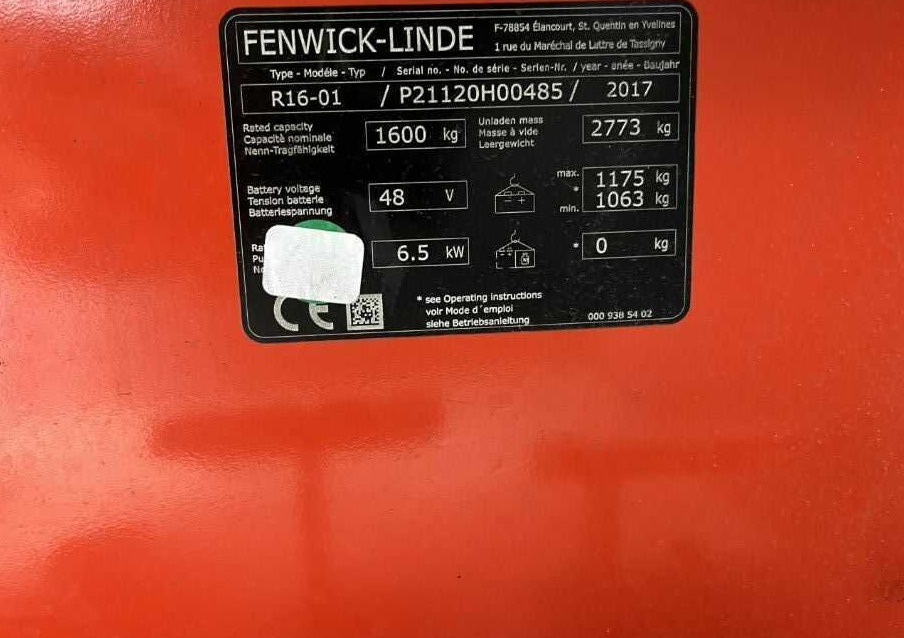 FENWICK-LINDE
F-78854 Élancourt, St. Quentin en Yvelines
1 rue du Maréchal de Lattre de Tassigny
Type - Modéle - Typ / Serial no. - No. de série - Serien-Nr. / year - anée - Baujahr
R16-01 / P21120H00485 / 2017
Rated capacity
Capacité nominale
Nenn-Tragfähigkeit
1600 kg
Unladen mass
Masse à vide
Leergewicht
2773 kg
Battery voltage
Tension batterie
Batteriespannung
48 V
max. 1175 kg
*
min. 1063 kg
6.5 kW
* 0 kg
CE
* see Operating instructions
voir Mode d´emploi
siehe Betriebsanleitung
000 938 54 02